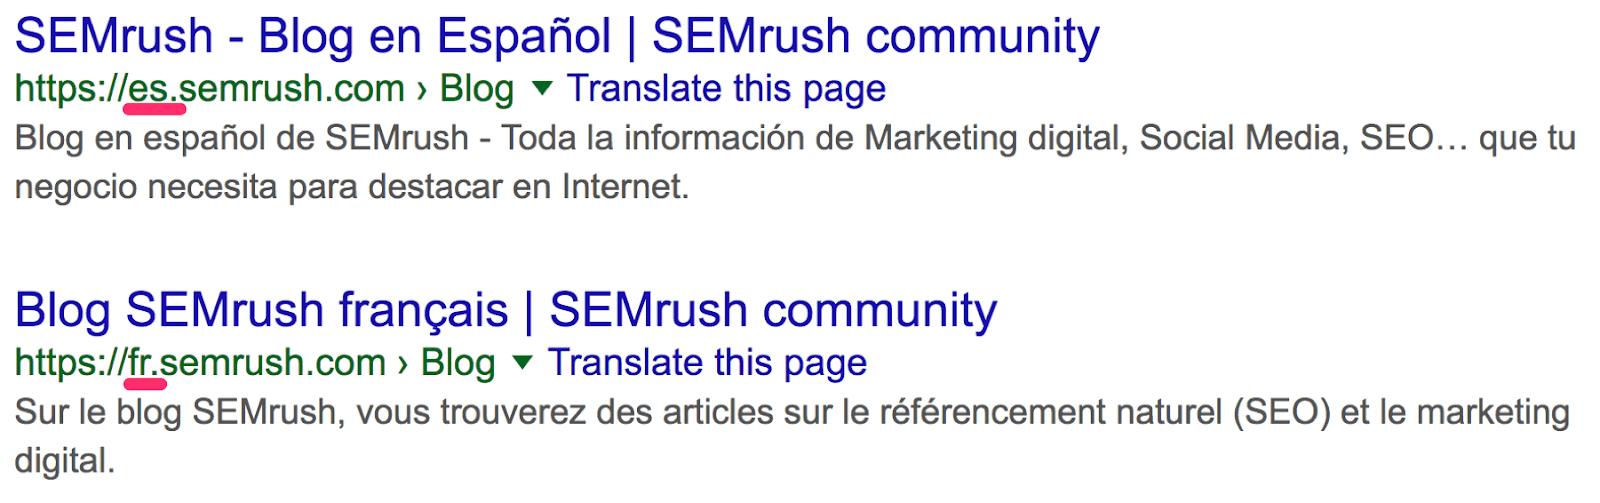 SEMrush - Blog en Español | SEMrush community
https://es.semrush.com › Blog ▼ Translate this page
Blog en español de SEMrush - Toda la información de Marketing digital, Social Media, SEO… que tu
negocio necesita para destacar en Internet.
Blog SEMrush français | SEMrush community
https://fr.semrush.com › Blog ▼ Translate this page
Sur le blog SEMrush, vous trouverez des articles sur le référencement naturel (SEO) et le marketing
digital.